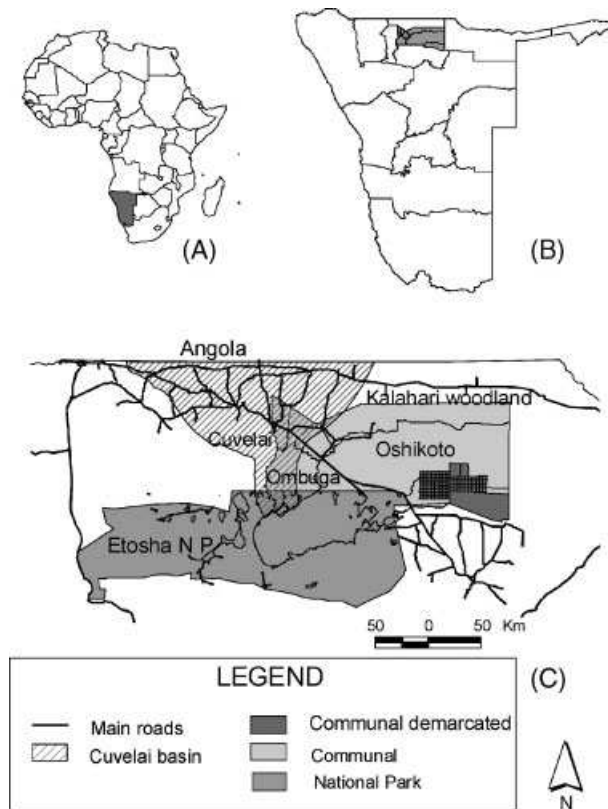 (A)
(B)
Angola
Kalahari woodland
Cuvelai
Oshikoto
Ombuga
Etosha N P
50 0 50 Km
LEGEND
(C)
Main roads
Cuvelai basin
Communal demarcated
Communal
National Park
N